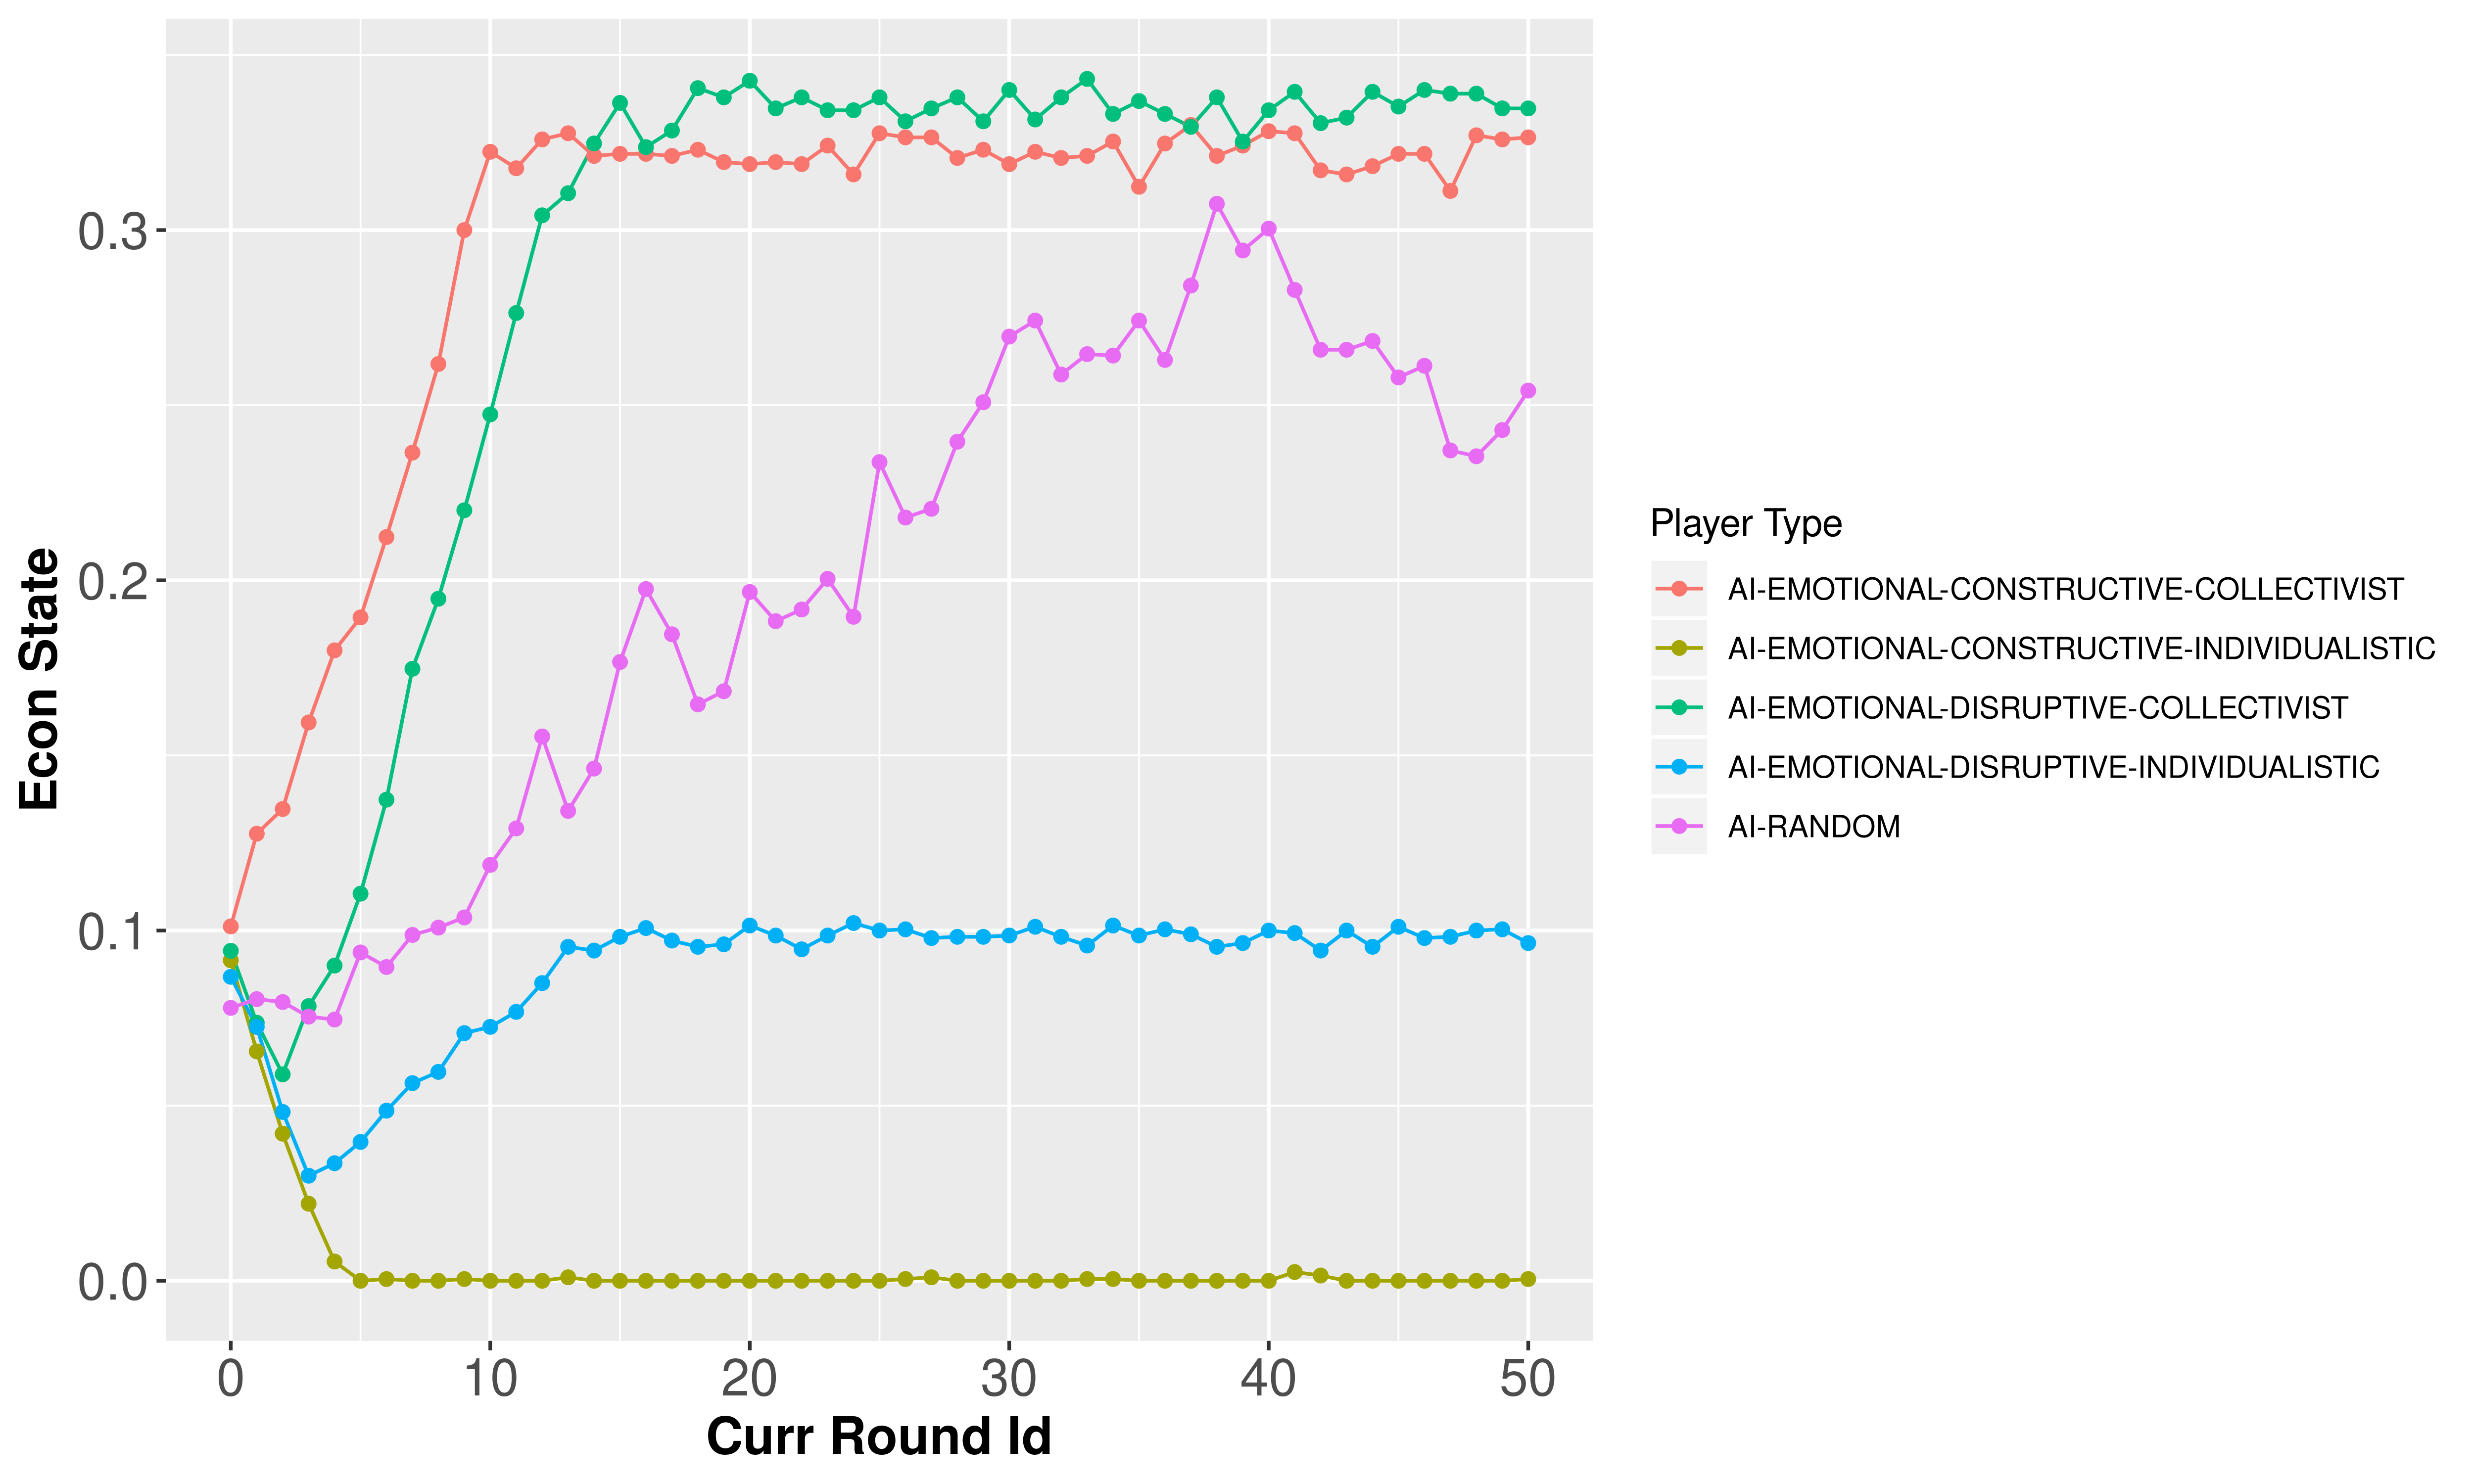 Econ State
0.3
0.2
0.1
0.0
0
10
20
30
40
50
Curr Round Id
Player Type
AI-EMOTIONAL-CONSTRUCTIVE-COLLECTIVIST
AI-EMOTIONAL-CONSTRUCTIVE-INDIVIDUALISTIC
AI-EMOTIONAL-DISRUPTIVE-COLLECTIVIST
AI-EMOTIONAL-DISRUPTIVE-INDIVIDUALISTIC
AI-RANDOM